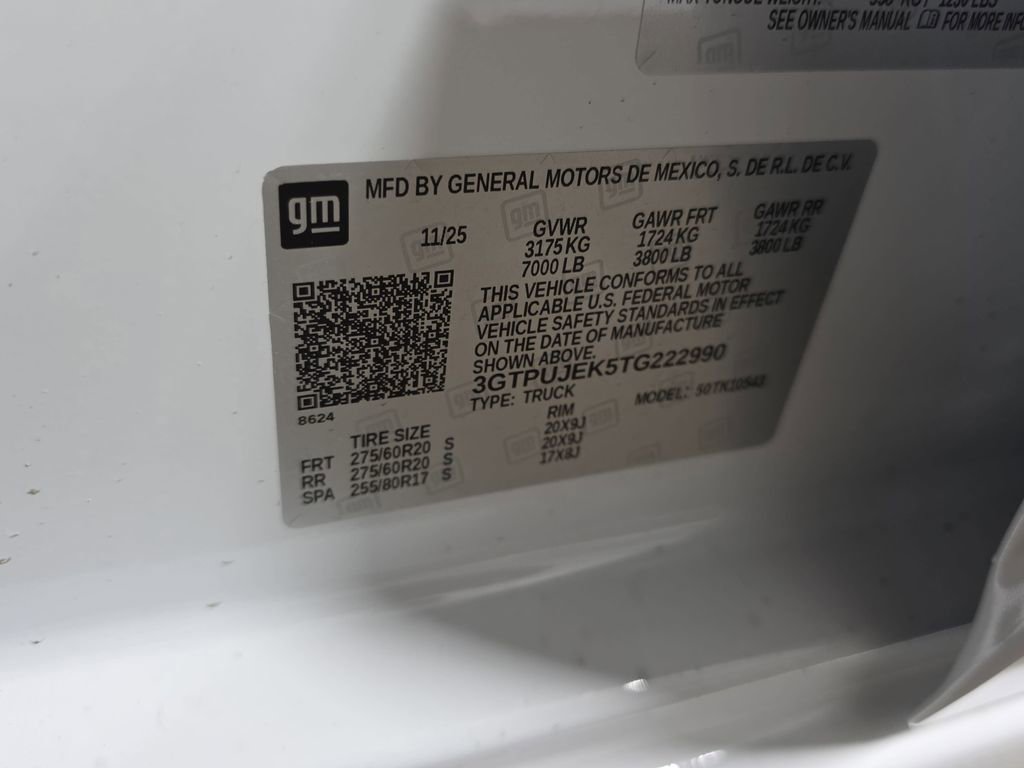 SEE OWNER'S MANUAL FOR MORE INFO
gm
MFD BY GENERAL MOTORS DE MEXICO, S. DE R.L. DE C.V.
11/25 GVWR GAWR FRT GAWR RR
3175 KG 1724 KG 1724 KG
7000 LB 3800 LB 3800 LB
THIS VEHICLE CONFORMS TO ALL
APPLICABLE U.S. FEDERAL MOTOR
VEHICLE SAFETY STANDARDS IN EFFECT
ON THE DATE OF MANUFACTURE
SHOWN ABOVE.
3GTPUJEK5TG222990
TYPE: TRUCK MODEL: 50TK10543
8624
TIRE SIZE RIM
FRT 275/60R20 S 20X9J
RR 275/60R20 S 20X9J
SPA 255/80R17 S 17X8J